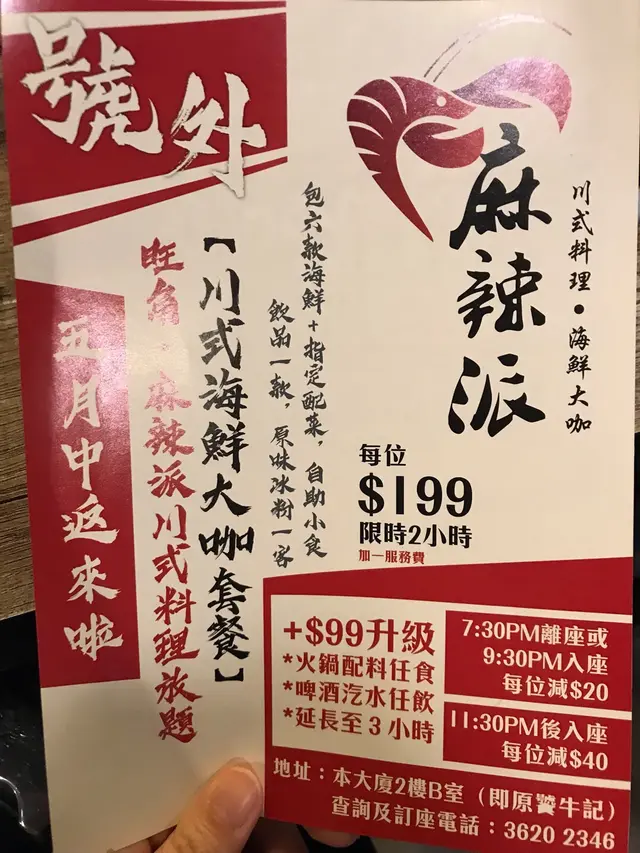 號外
麻辣派
川式料理•海鮮大咖
包六款海鮮+指定配菜,自助小食
飲品一款,原味冰粉一客
【川式海鮮大咖套餐】
旺角·麻辣派川式料理放題
五月中返來啦
每位
$199
限時2小時
加一服務費
+$99升級
*火鍋配料任食
*啤酒汽水任飲
*延長至3小時
7:30PM離座或
9:30PM入座
每位減$20
11:30PM後入座
每位減$40
地址:本大廈2樓B室(即原贊牛記)
查詢及訂座電話:3620 2346